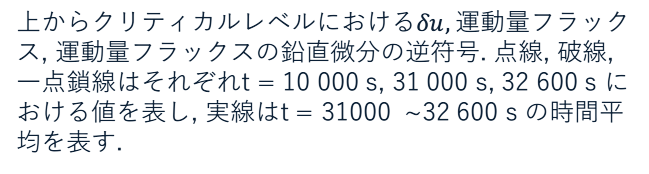 上からクリティカルレベルにおける𝛿𝑢, 運動量フラック
ス, 運動量フラックスの鉛直微分の逆符号. 点線, 破線,
一点鎖線はそれぞれt = 10 000 s, 31 000 s, 32 600 s に
おける値を表し, 実線はt = 31000 ~32 600 s の時間平
均を表す.